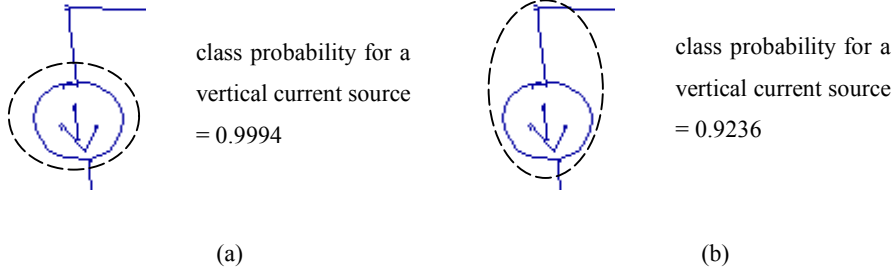 class probability for a
vertical current source
= 0.9994
class probability for a
vertical current source
= 0.9236
(a)
(b)